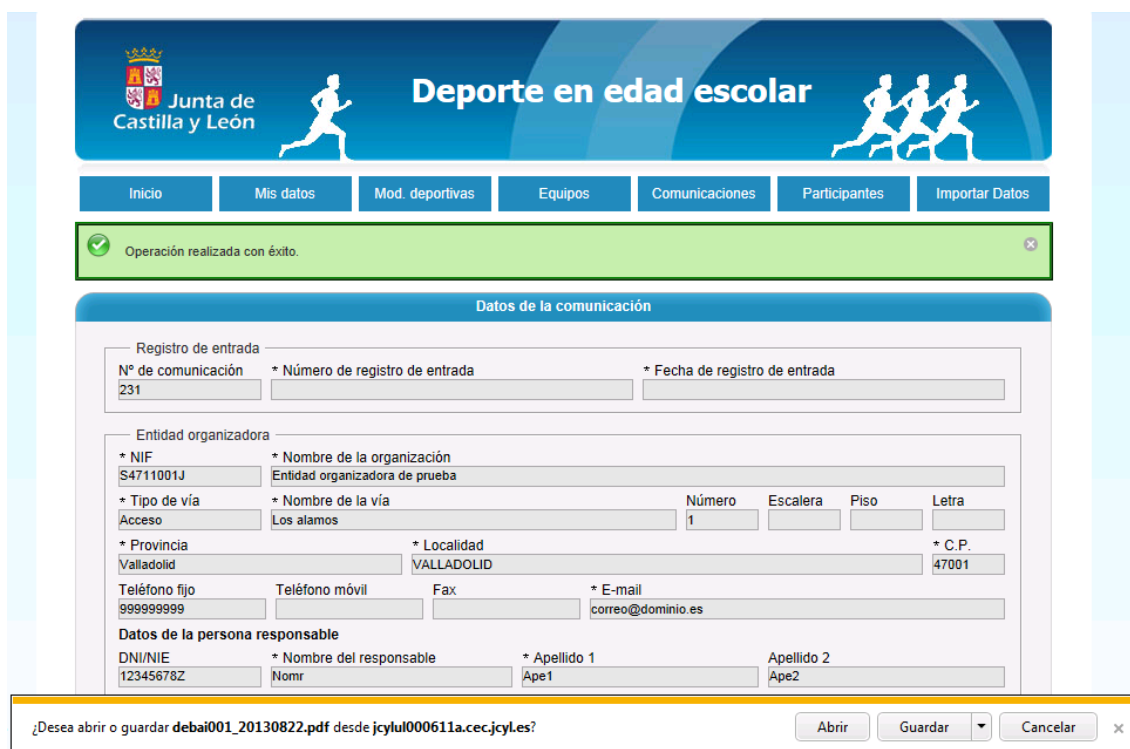 Junta de
Castilla y León
Deporte en edad escolar
Inicio Mis datos Mod. deportivas Equipos Comunicaciones Participantes Importar Datos
Operación realizada con éxito.
Datos de la comunicación
Registro de entrada
Nº de comunicación * Número de registro de entrada * Fecha de registro de entrada
231
Entidad organizadora
* NIF * Nombre de la organización
S4711001J Entidad organizadora de prueba
* Tipo de vía * Nombre de la vía Número Escalera Piso Letra
Acceso Los alamos 1
* Provincia * Localidad * C.P.
Valladolid VALLADOLID 47001
Teléfono fijo Teléfono móvil Fax * E-mail
999999999 correo@dominio.es
Datos de la persona responsable
DNI/NIE * Nombre del responsable * Apellido 1 Apellido 2
12345678Z Nomr Ape1 Ape2
¿Desea abrir o guardar debai001_20130822.pdf desde jcylul000611a.cec.jcyl.es? Abrir Guardar Cancelar